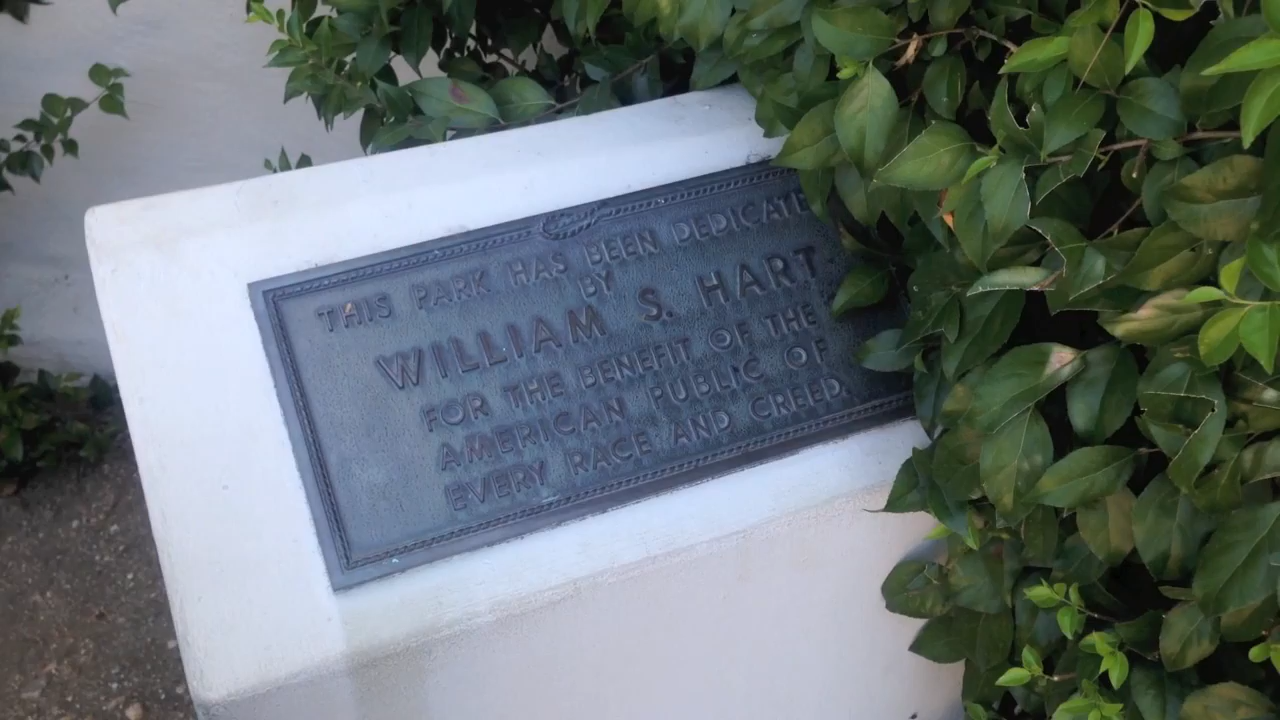 THIS PARK HAS BEEN DEDICATE
BY
WILLIAM S. HART
FOR THE BENEFIT OF THE
AMERICAN PUBLIC OF
EVERY RACE AND CREED.